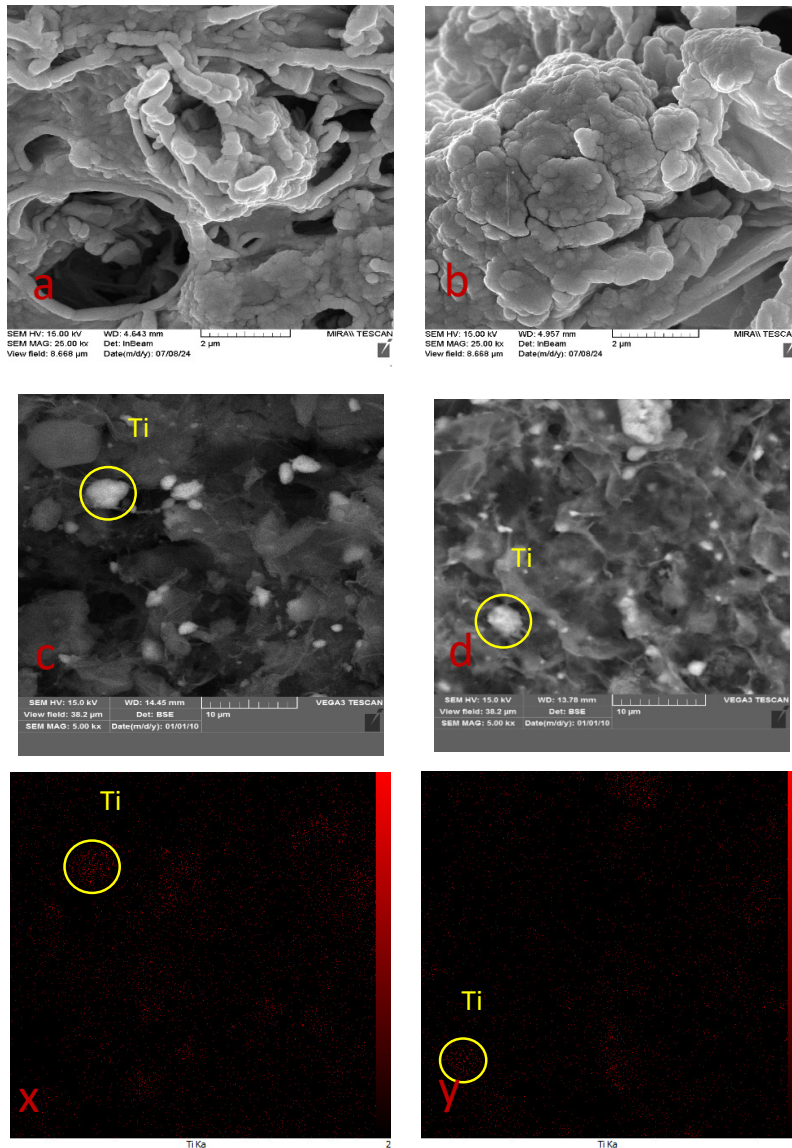 a
SEM HV: 15.00 kV WD: 4.643 mm MIRA\\ TESCAN
SEM MAG: 25.00 kx Det: InBeam 2 µm
View field: 8.668 µm Date(m/d/y): 07/08/24
b
SEM HV: 15.00 kV WD: 4.957 mm MIRA\\ TESCAN
SEM MAG: 25.00 kx Det: InBeam 2 µm
View field: 8.668 µm Date(m/d/y): 07/08/24
Ti
c
SEM HV: 15.0 kV WD: 14.45 mm VEGA3 TESCAN
View field: 38.2 µm Det: BSE 10 µm
SEM MAG: 5.00 kx Date(m/d/y): 01/01/10
Ti
d
SEM HV: 15.0 kV WD: 13.78 mm VEGA3 TESCAN
View field: 38.2 µm Det: BSE 10 µm
SEM MAG: 5.00 kx Date(m/d/y): 01/01/10
Ti
x
Ti Ka 2
Ti
y
Ti Ka